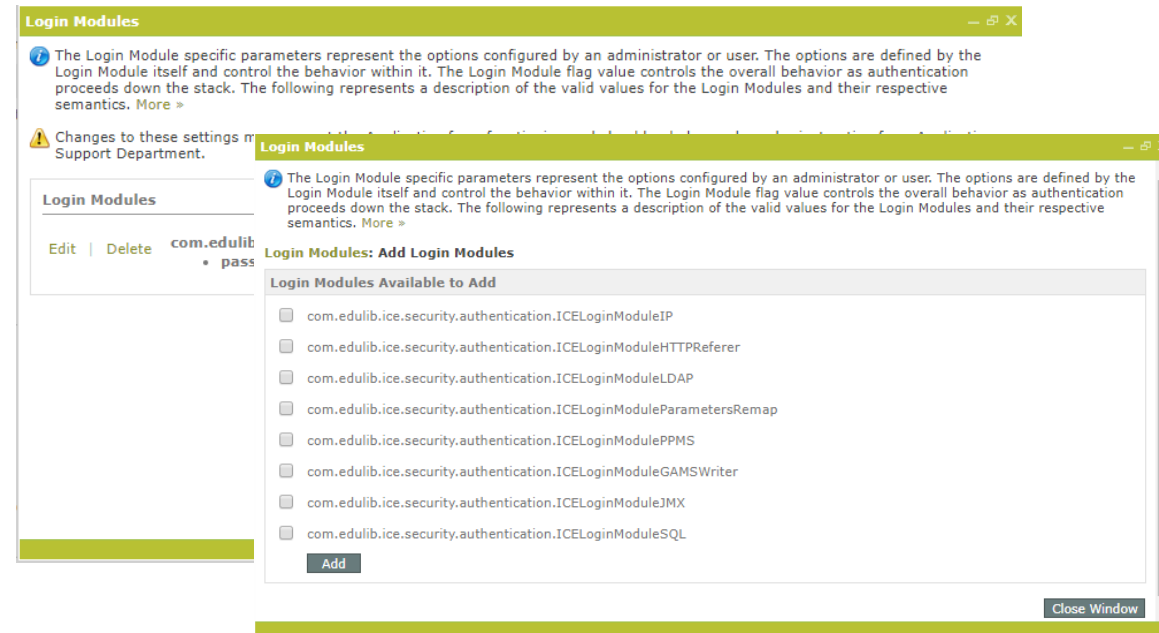 Login Modules
The Login Module specific parameters represent the options configured by an administrator or user. The options are defined by the
Login Module itself and control the behavior within it. The Login Module flag value controls the overall behavior as authentication
proceeds down the stack. The following represents a description of the valid values for the Login Modules and their respective
semantics. More »
Changes to these settings
Support Department.
Login Modules
Edit | Delete com.edulib
• pass
Login Modules
The Login Module specific parameters represent the options configured by an administrator or user. The options are defined by the
Login Module itself and control the behavior within it. The Login Module flag value controls the overall behavior as authentication
proceeds down the stack. The following represents a description of the valid values for the Login Modules and their respective
semantics. More »
Login Modules: Add Login Modules
Login Modules Available to Add
com.edulib.ice.security.authentication.ICELoginModuleIP
com.edulib.ice.security.authentication.ICELoginModuleHTTPReferer
com.edulib.ice.security.authentication.ICELoginModuleLDAP
com.edulib.ice.security.authentication.ICELoginModuleParametersRemap
com.edulib.ice.security.authentication.ICELoginModulePPMS
com.edulib.ice.security.authentication.ICELoginModuleGAMSWriter
com.edulib.ice.security.authentication.ICELoginModuleJMX
com.edulib.ice.security.authentication.ICELoginModuleSQL
Add
Close Window